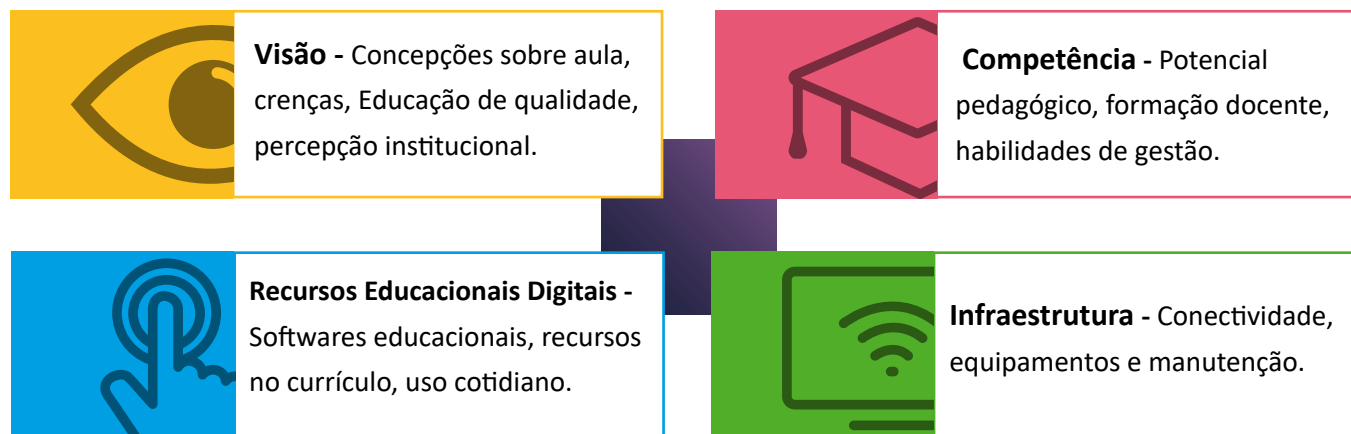 Visão - Concepções sobre aula,
crenças, Educação de qualidade,
percepção institucional.
Competência - Potencial
pedagógico, formação docente,
habilidades de gestão.
Recursos Educacionais Digitais -
Softwares educacionais, recursos
no currículo, uso cotidiano.
Infraestrutura - Conectividade,
equipamentos e manutenção.